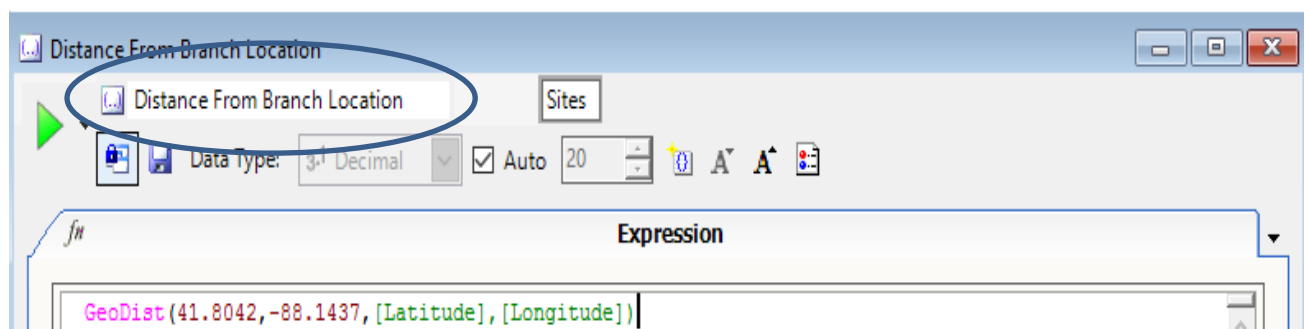 Distance From Branch Location
Distance From Branch Location Sites
Data Type: Decimal Auto 20 A A
fn Expression
GeoDist(41.8042,-88.1437,[Latitude],[Longitude])